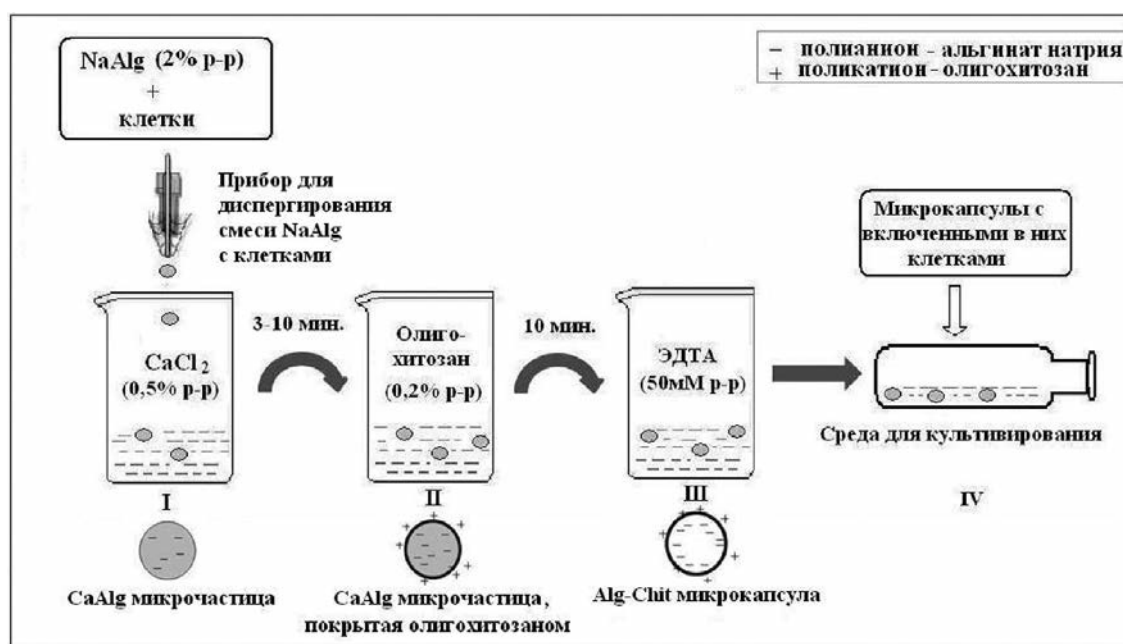 NaAlg (2% р-р)
+
клетки
− полианион - альгинат натрия
+ поликатион - олигохитозан
Прибор для
диспергирования
смеси NaAlg
с клетками
Микрокапсулы с
включенными в них
клетками
3-10 мин.
10 мин.
CaCl2
(0,5% р-р)
Олиго-
хитозан
(0,2% р-р)
ЭДТА
(50мМ р-р)
Среда для культивирования
I
II
III
IV
CaAlg микрочастица
CaAlg микрочастица,
покрытая олигохитозаном
Alg-Chit микрокапсула